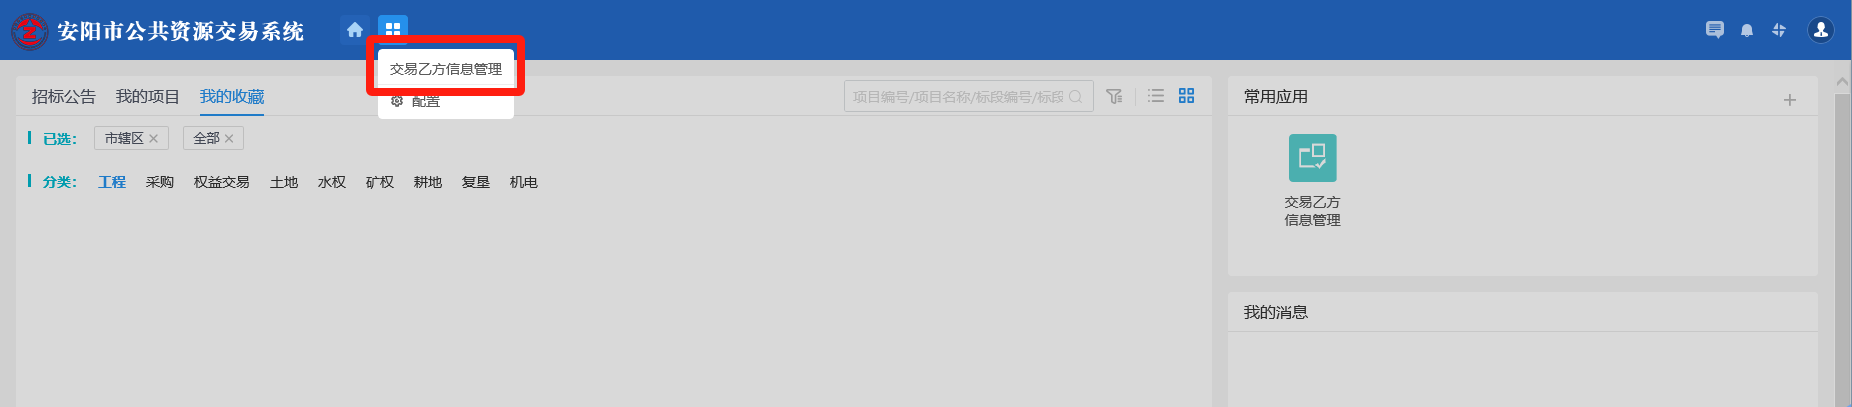 安阳市公共资源交易系统
交易乙方信息管理
配置
招标公告 我的项目 我的收藏
项目编号/项目名称/标段编号/标段
已选：
市辖区
全部
分类： 工程 采购 权益交易 土地 水权 矿权 耕地 复垦 机电
常用应用
交易乙方
信息管理
我的消息